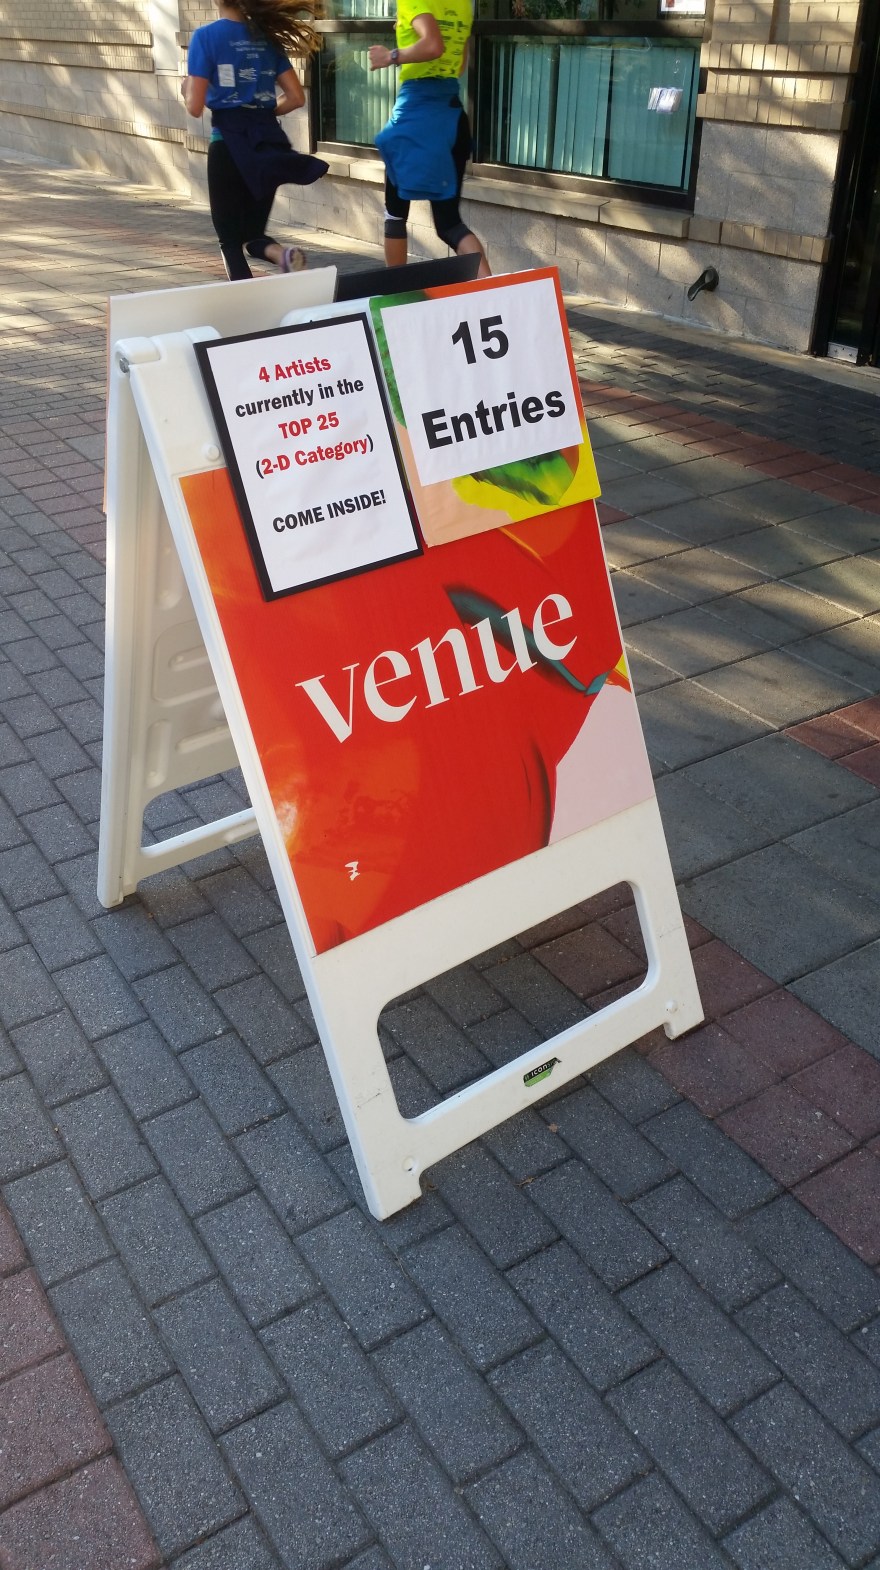 4 Artists
currently in the
TOP 25
(2-D Category)
COME INSIDE!
15
Entries
venue